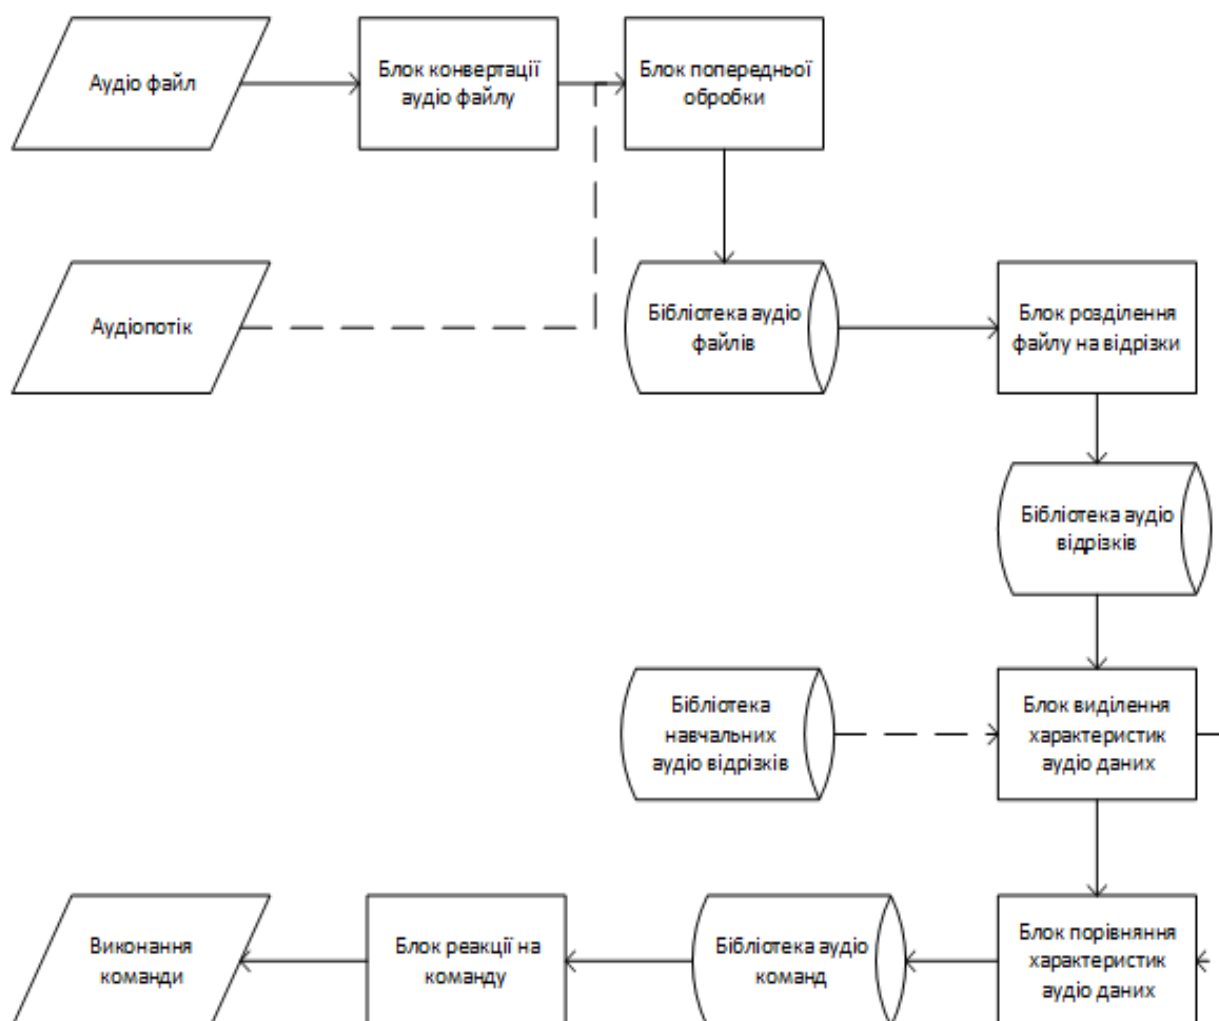 Аудіо файл
Блок конвертації
аудіо файлу
Блок попередньої
обробки
Аудіопотік
Бібліотека аудіо
файлів
Блок розділення
файлу на відрізки
Бібліотека аудіо
відрізків
Бібліотека
навчальних
аудіо відрізків
Блок виділення
характеристик
аудіо даних
Виконання
команди
Блок реакції на
команду
Бібліотека аудіо
команд
Блок порівняння
характеристик
аудіо даних